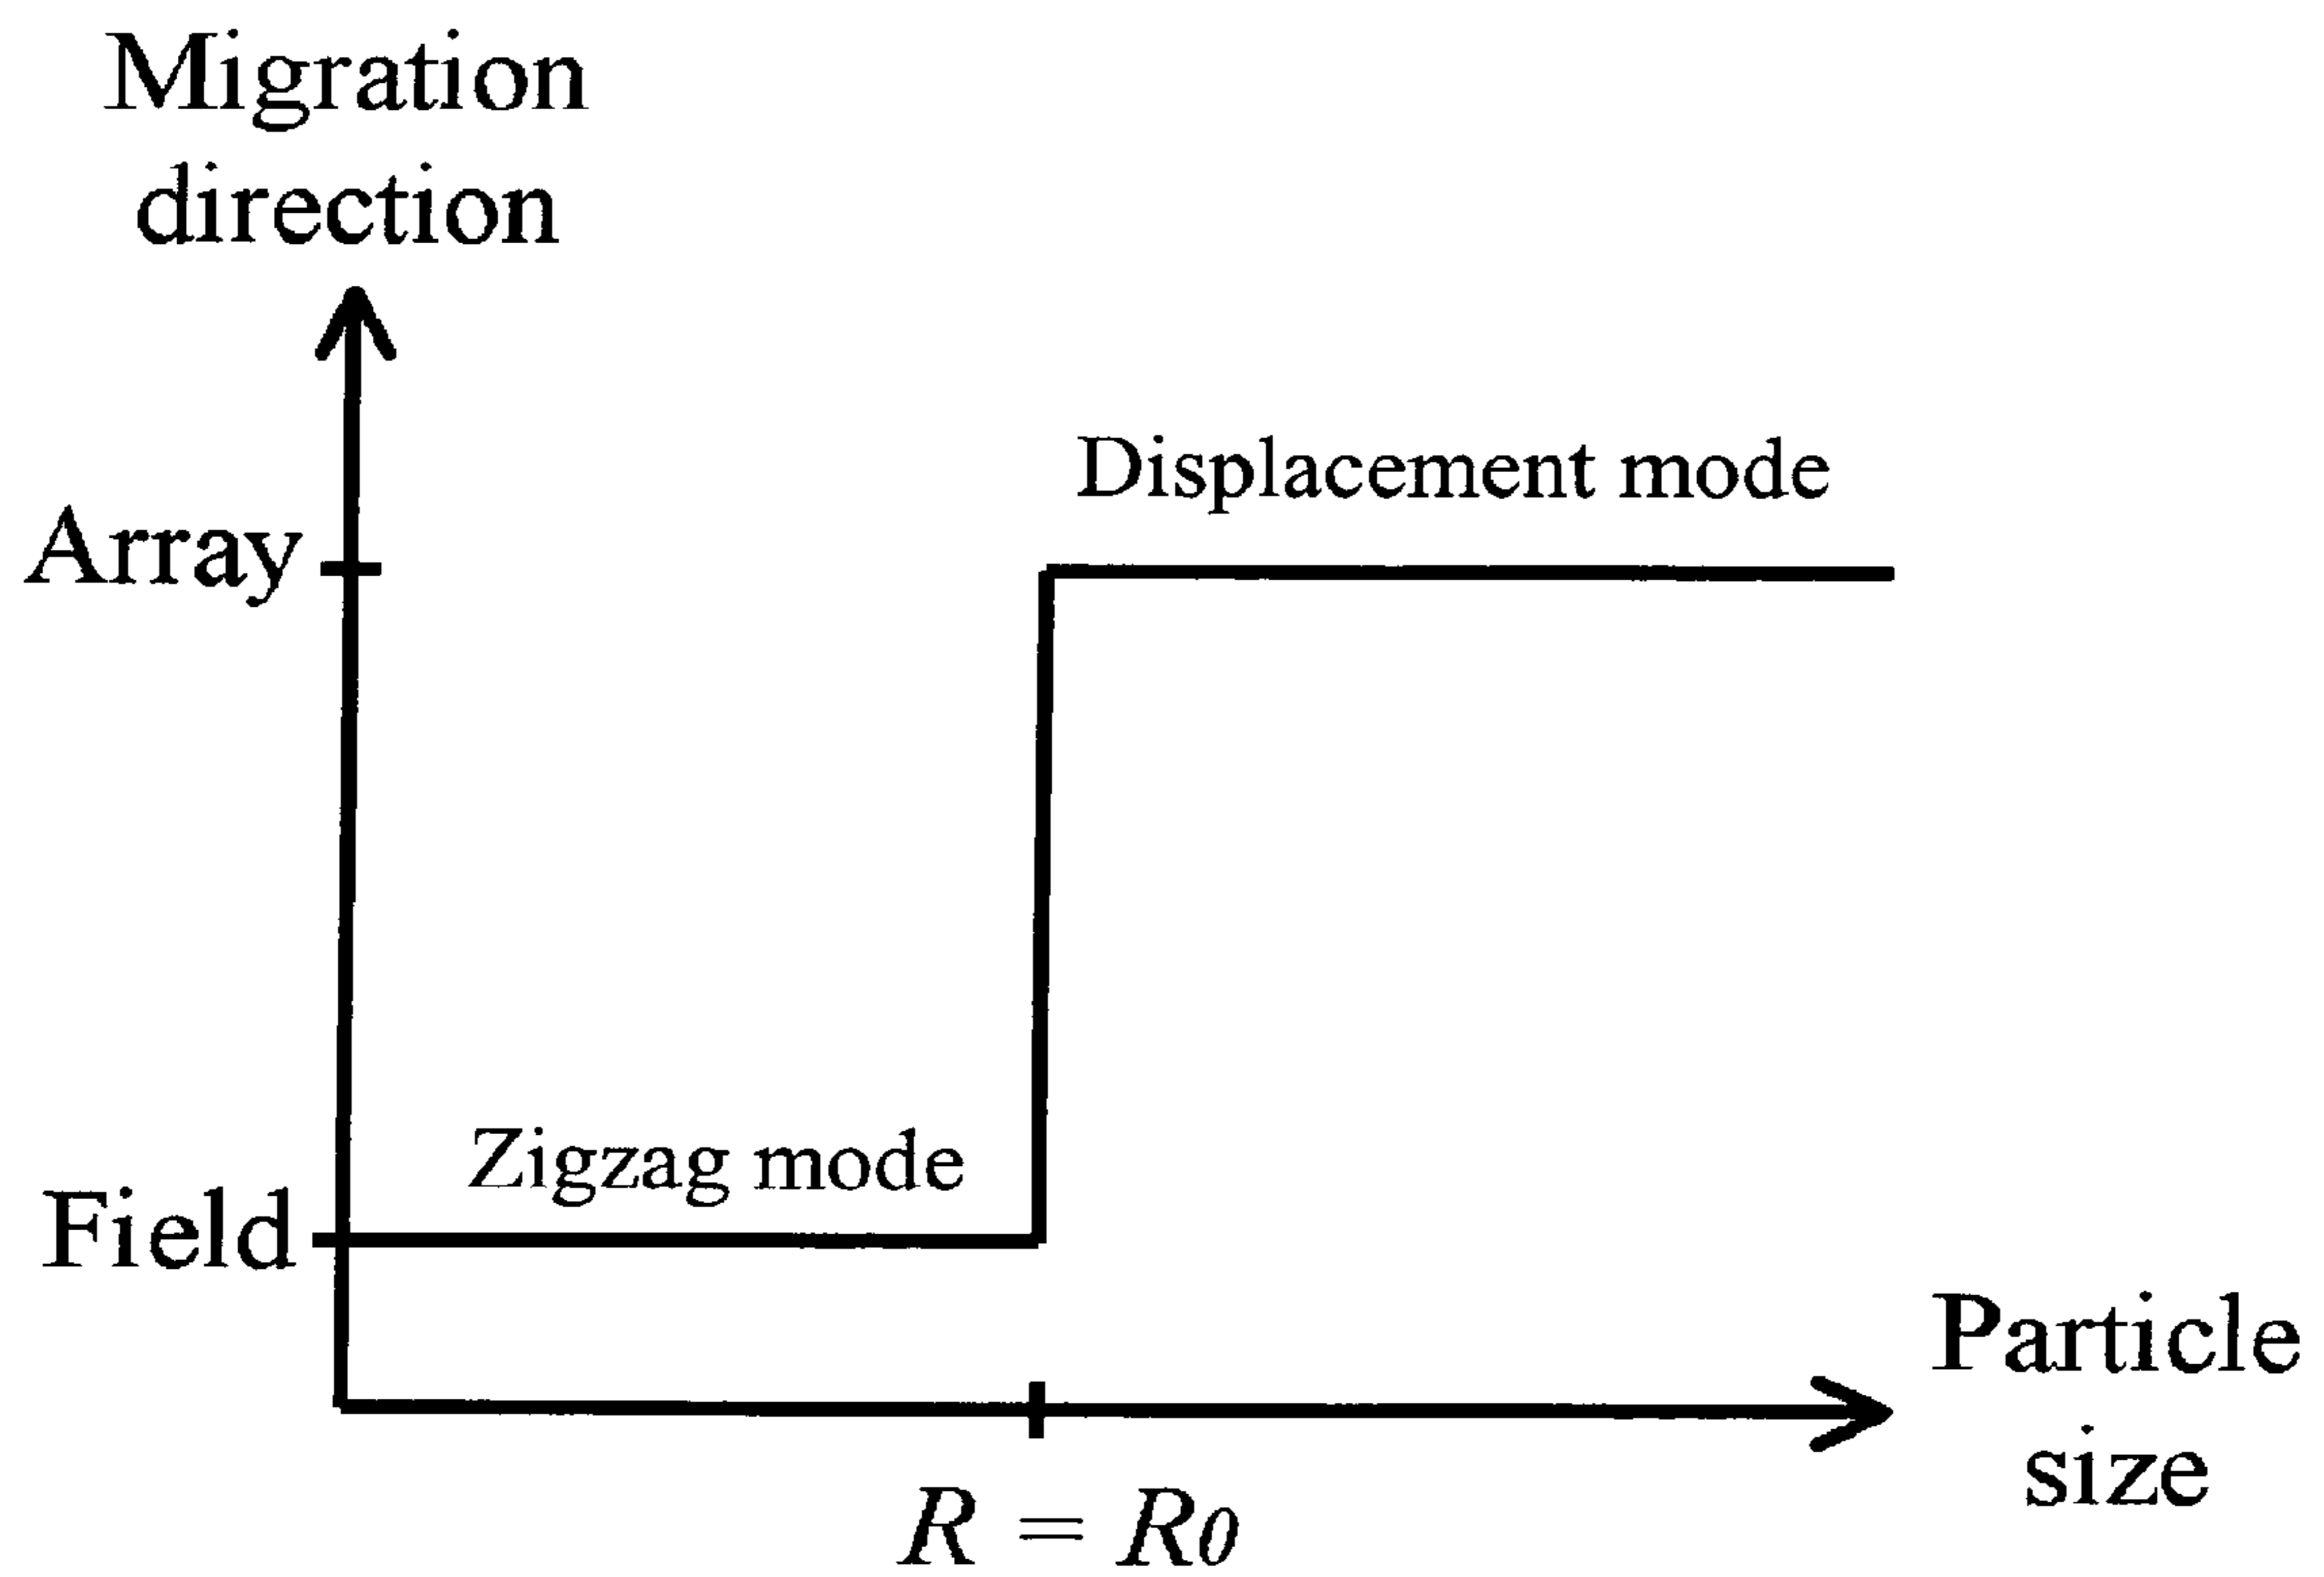 Migration
direction
Displacement mode
Array
Zigzag mode
Field
Particle
size
R = R0